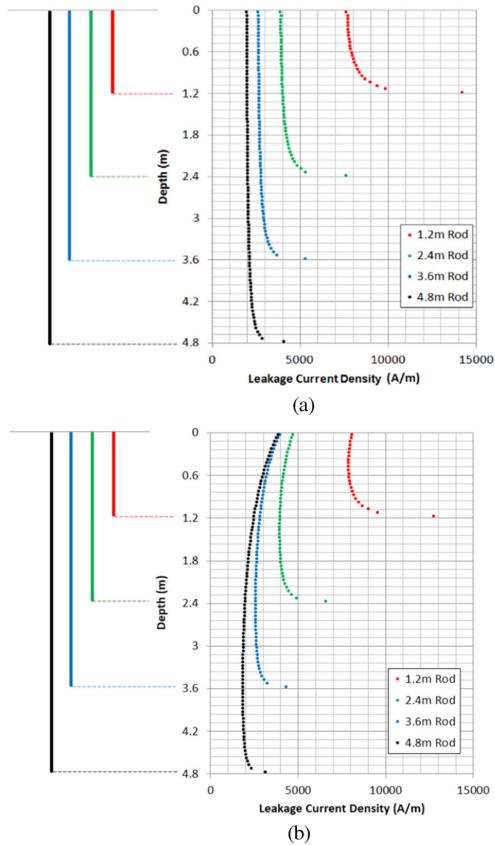 0
0.6
1.2
1.8
2.4
3
3.6
4.2
4.8
Depth (m)
1.2m Rod
2.4m Rod
3.6m Rod
4.8m Rod
0 5000 10000 15000
Leakage Current Density (A/m)
(a)
0
0.6
1.2
1.8
2.4
3
3.6
4.2
4.8
Depth (m)
1.2m Rod
2.4m Rod
3.6m Rod
4.8m Rod
0 5000 10000 15000
Leakage Current Density (A/m)
(b)